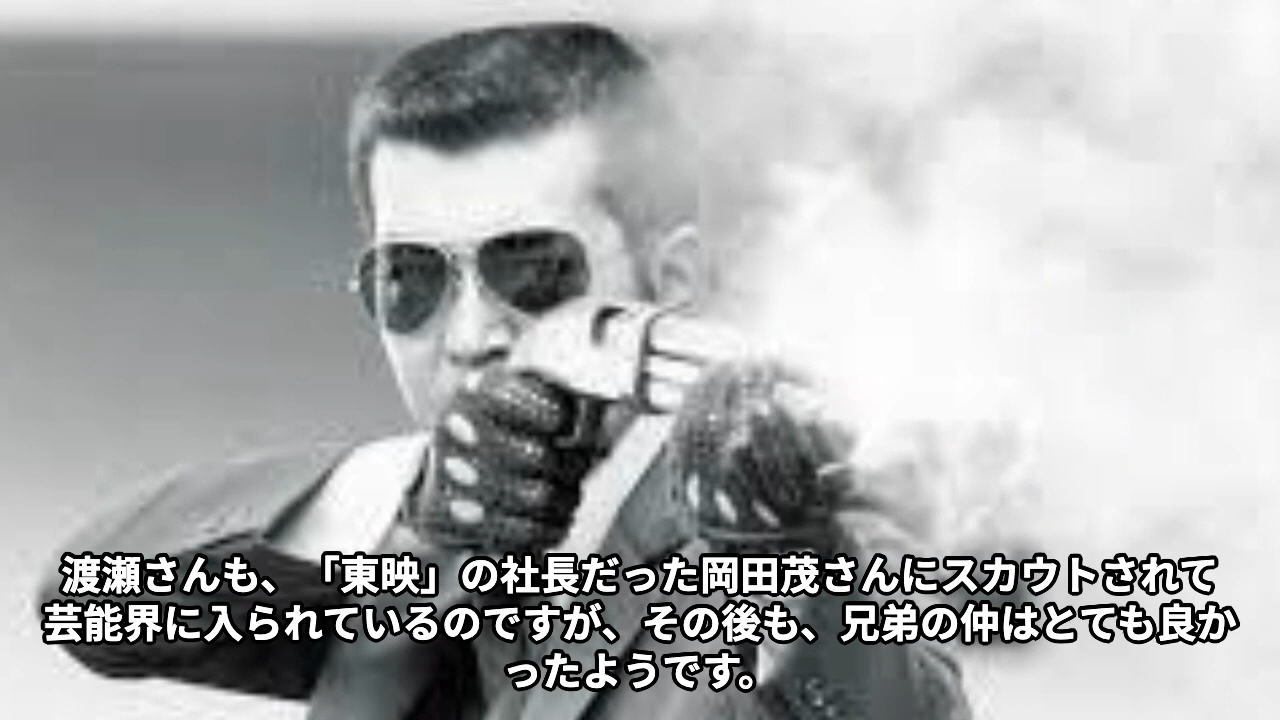 渡瀬さんも、「東映」の社長だった岡田茂さんにスカウトされて
芸能界に入られているのですが、その後も、兄弟の仲はとても良か
ったようです。